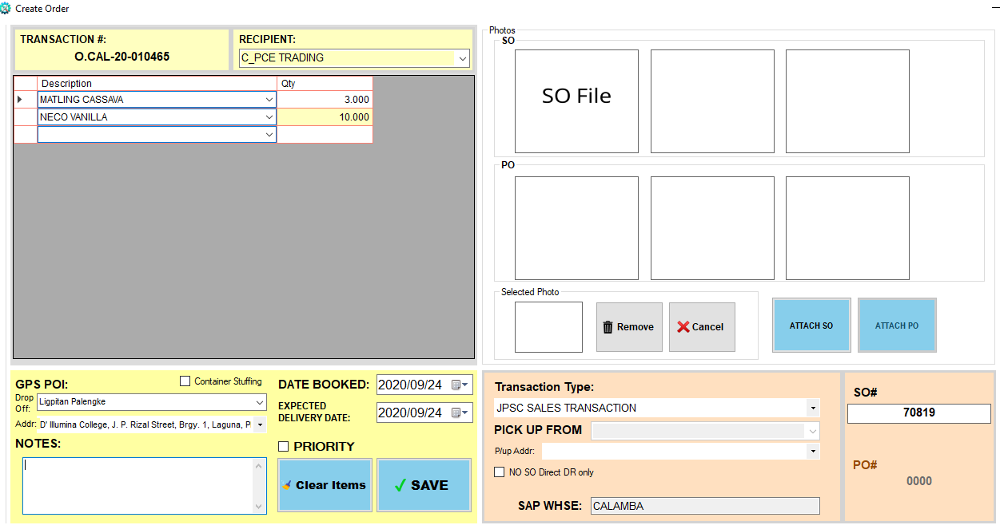 Create Order
TRANSACTION #:
O.CAL-20-010465
RECIPIENT:
C_PCE TRADING
Description Qty
MATLING CASSAVA 3.000
NECO VANILLA 10.000
Photos
SO
SO File
PO
Selected Photo
Remove
Cancel
ATTACH SO
ATTACH PO
GPS POI:
Container Stuffing
Drop Off:
Ligpitan Palengke
Addr: D' Illumina College, J. P. Rizal Street, Brgy. 1, Laguna, P
NOTES:
DATE BOOKED: 2020/09/24
EXPECTED
DELIVERY DATE: 2020/09/24
PRIORITY
Clear Items
SAVE
Transaction Type:
JPSC SALES TRANSACTION
PICK UP FROM
P/up Addr:
NO SO Direct DR only
SAP WHSE: CALAMBA
SO#
70819
PO#
0000